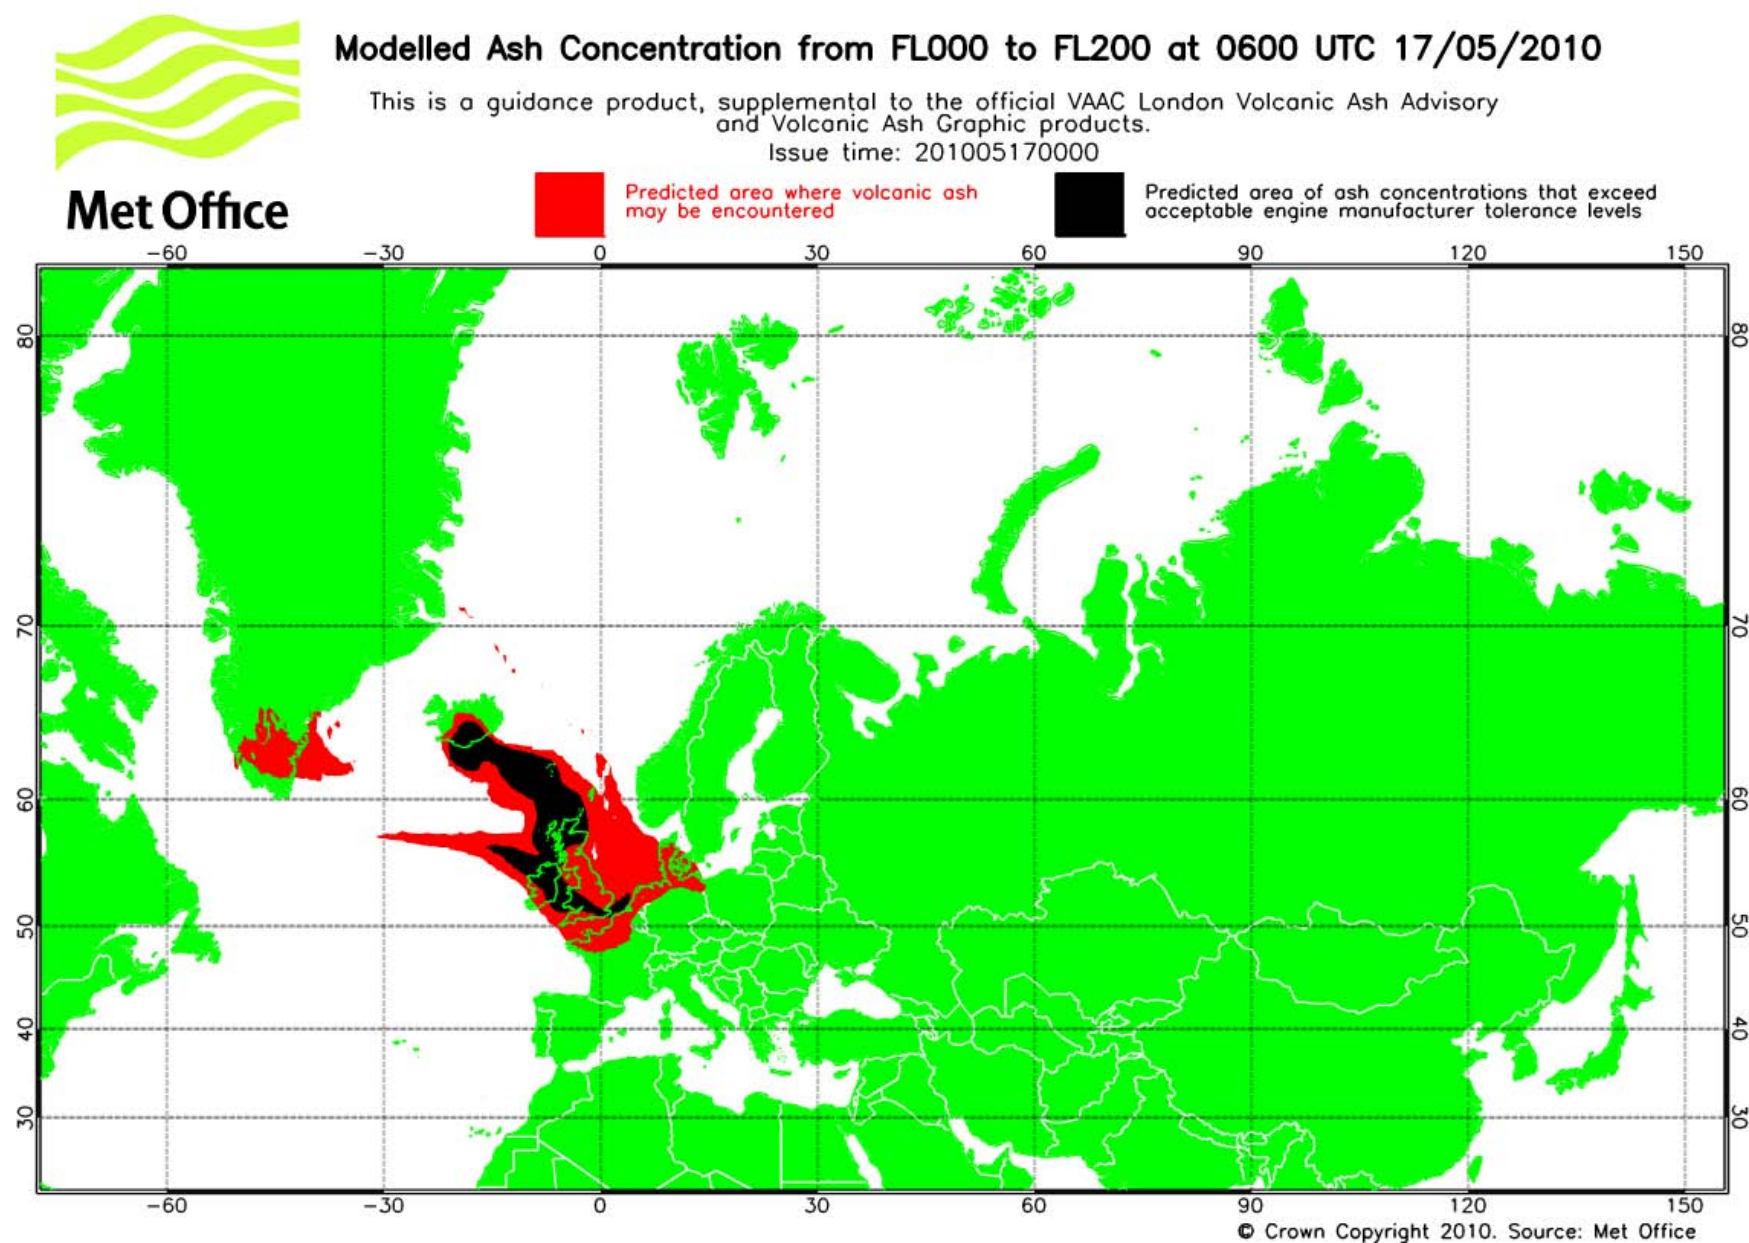 Modelled Ash Concentration from FL000 to FL200 at 0600 UTC 17/05/2010
This is a guidance product, supplemental to the official VAAC London Volcanic Ash Advisory
and Volcanic Ash Graphic products.
Issue time: 201005170000
Met Office
Predicted area where volcanic ash
may be encountered
Predicted area of ash concentrations that exceed
acceptable engine manufacturer tolerance levels
-60 -30 0 30 60 90 120 150
80 80
70 70
60 60
50 50
40 40
30 30
-60 -30 0 30 60 90 120 150
© Crown Copyright 2010. Source: Met Office